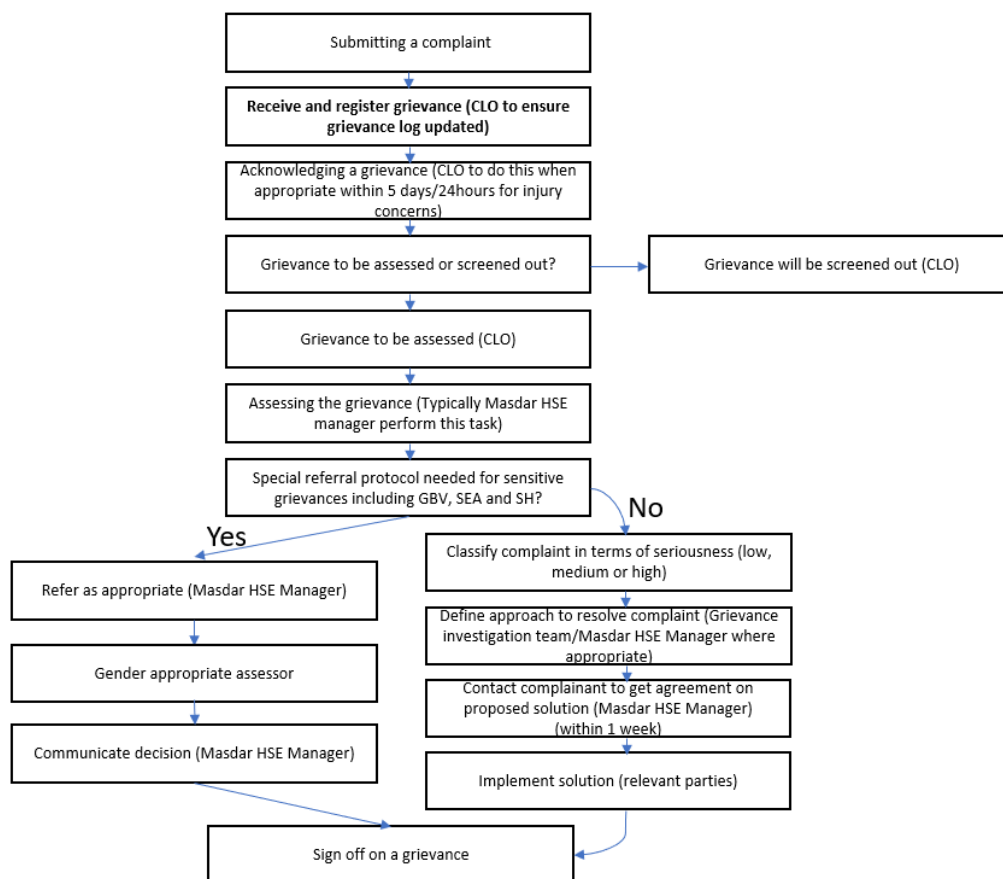 Submitting a complaint
Receive and register grievance (CLO to ensure
grievance log updated)
Acknowledging a grievance (CLO to do this when
appropriate within 5 days/24hours for injury
concerns)
Grievance to be assessed or screened out?
Grievance will be screened out (CLO)
Grievance to be assessed (CLO)
Assessing the grievance (Typically Masdar HSE
manager perform this task)
Special referral protocol needed for sensitive
grievances including GBV, SEA and SH?
Yes
No
Refer as appropriate (Masdar HSE Manager)
Gender appropriate assessor
Communicate decision (Masdar HSE Manager)
Classify complaint in terms of seriousness (low,
medium or high)
Define approach to resolve complaint (Grievance
investigation team/Masdar HSE Manager where
appropriate)
Contact complainant to get agreement on
proposed solution (Masdar HSE Manager)
(within 1 week)
Implement solution (relevant parties)
Sign off on a grievance